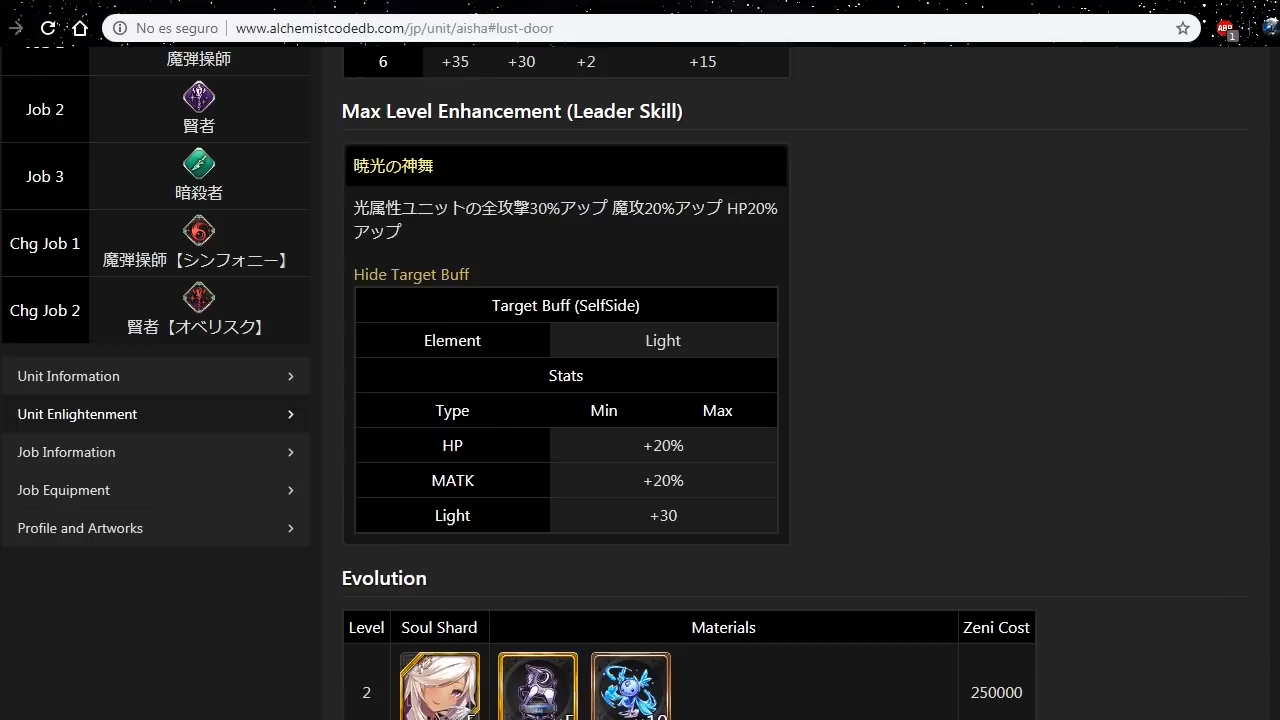 No es seguro | www.alchemistcodedb.com/jp/unit/aisha#lust-door
ABP
1
魔弾操師
Job 2
賢者
Job 3
暗殺者
Chg Job 1
魔弾操師【シンフォニー】
Chg Job 2
賢者【オベリスク】
Unit Information
Unit Enlightenment
Job Information
Job Equipment
Profile and Artworks
6 +35 +30 +2 +15
Max Level Enhancement (Leader Skill)
暁光の神舞
光属性ユニットの全攻撃30%アップ 魔攻20%アップ HP20%
アップ
Hide Target Buff
Target Buff (SelfSide)
Element Light
Stats
Type Min Max
HP +20%
MATK +20%
Light +30
Evolution
Level Soul Shard Materials Zeni Cost
2 250000